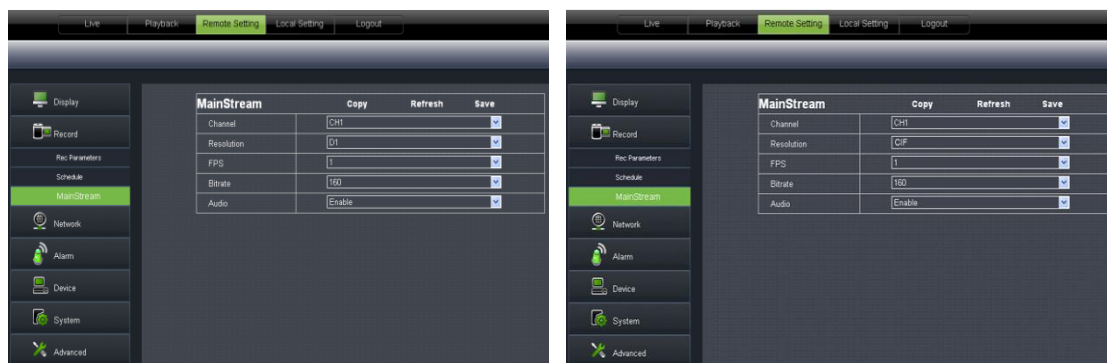 Live Playback Remote Setting Local Setting Logout
Display
Record
Rec Parameters
Schedule
MainStream
Network
Alarm
Device
System
Advanced
MainStream Copy Refresh Save
Channel CH1
Resolution D1
FPS 1
Bitrate 160
Audio Enable
Live Playback Remote Setting Local Setting Logout
Display
Record
Rec Parameters
Schedule
MainStream
Network
Alarm
Device
System
Advanced
MainStream Copy Refresh Save
Channel CH1
Resolution CIF
FPS 1
Bitrate 160
Audio Enable